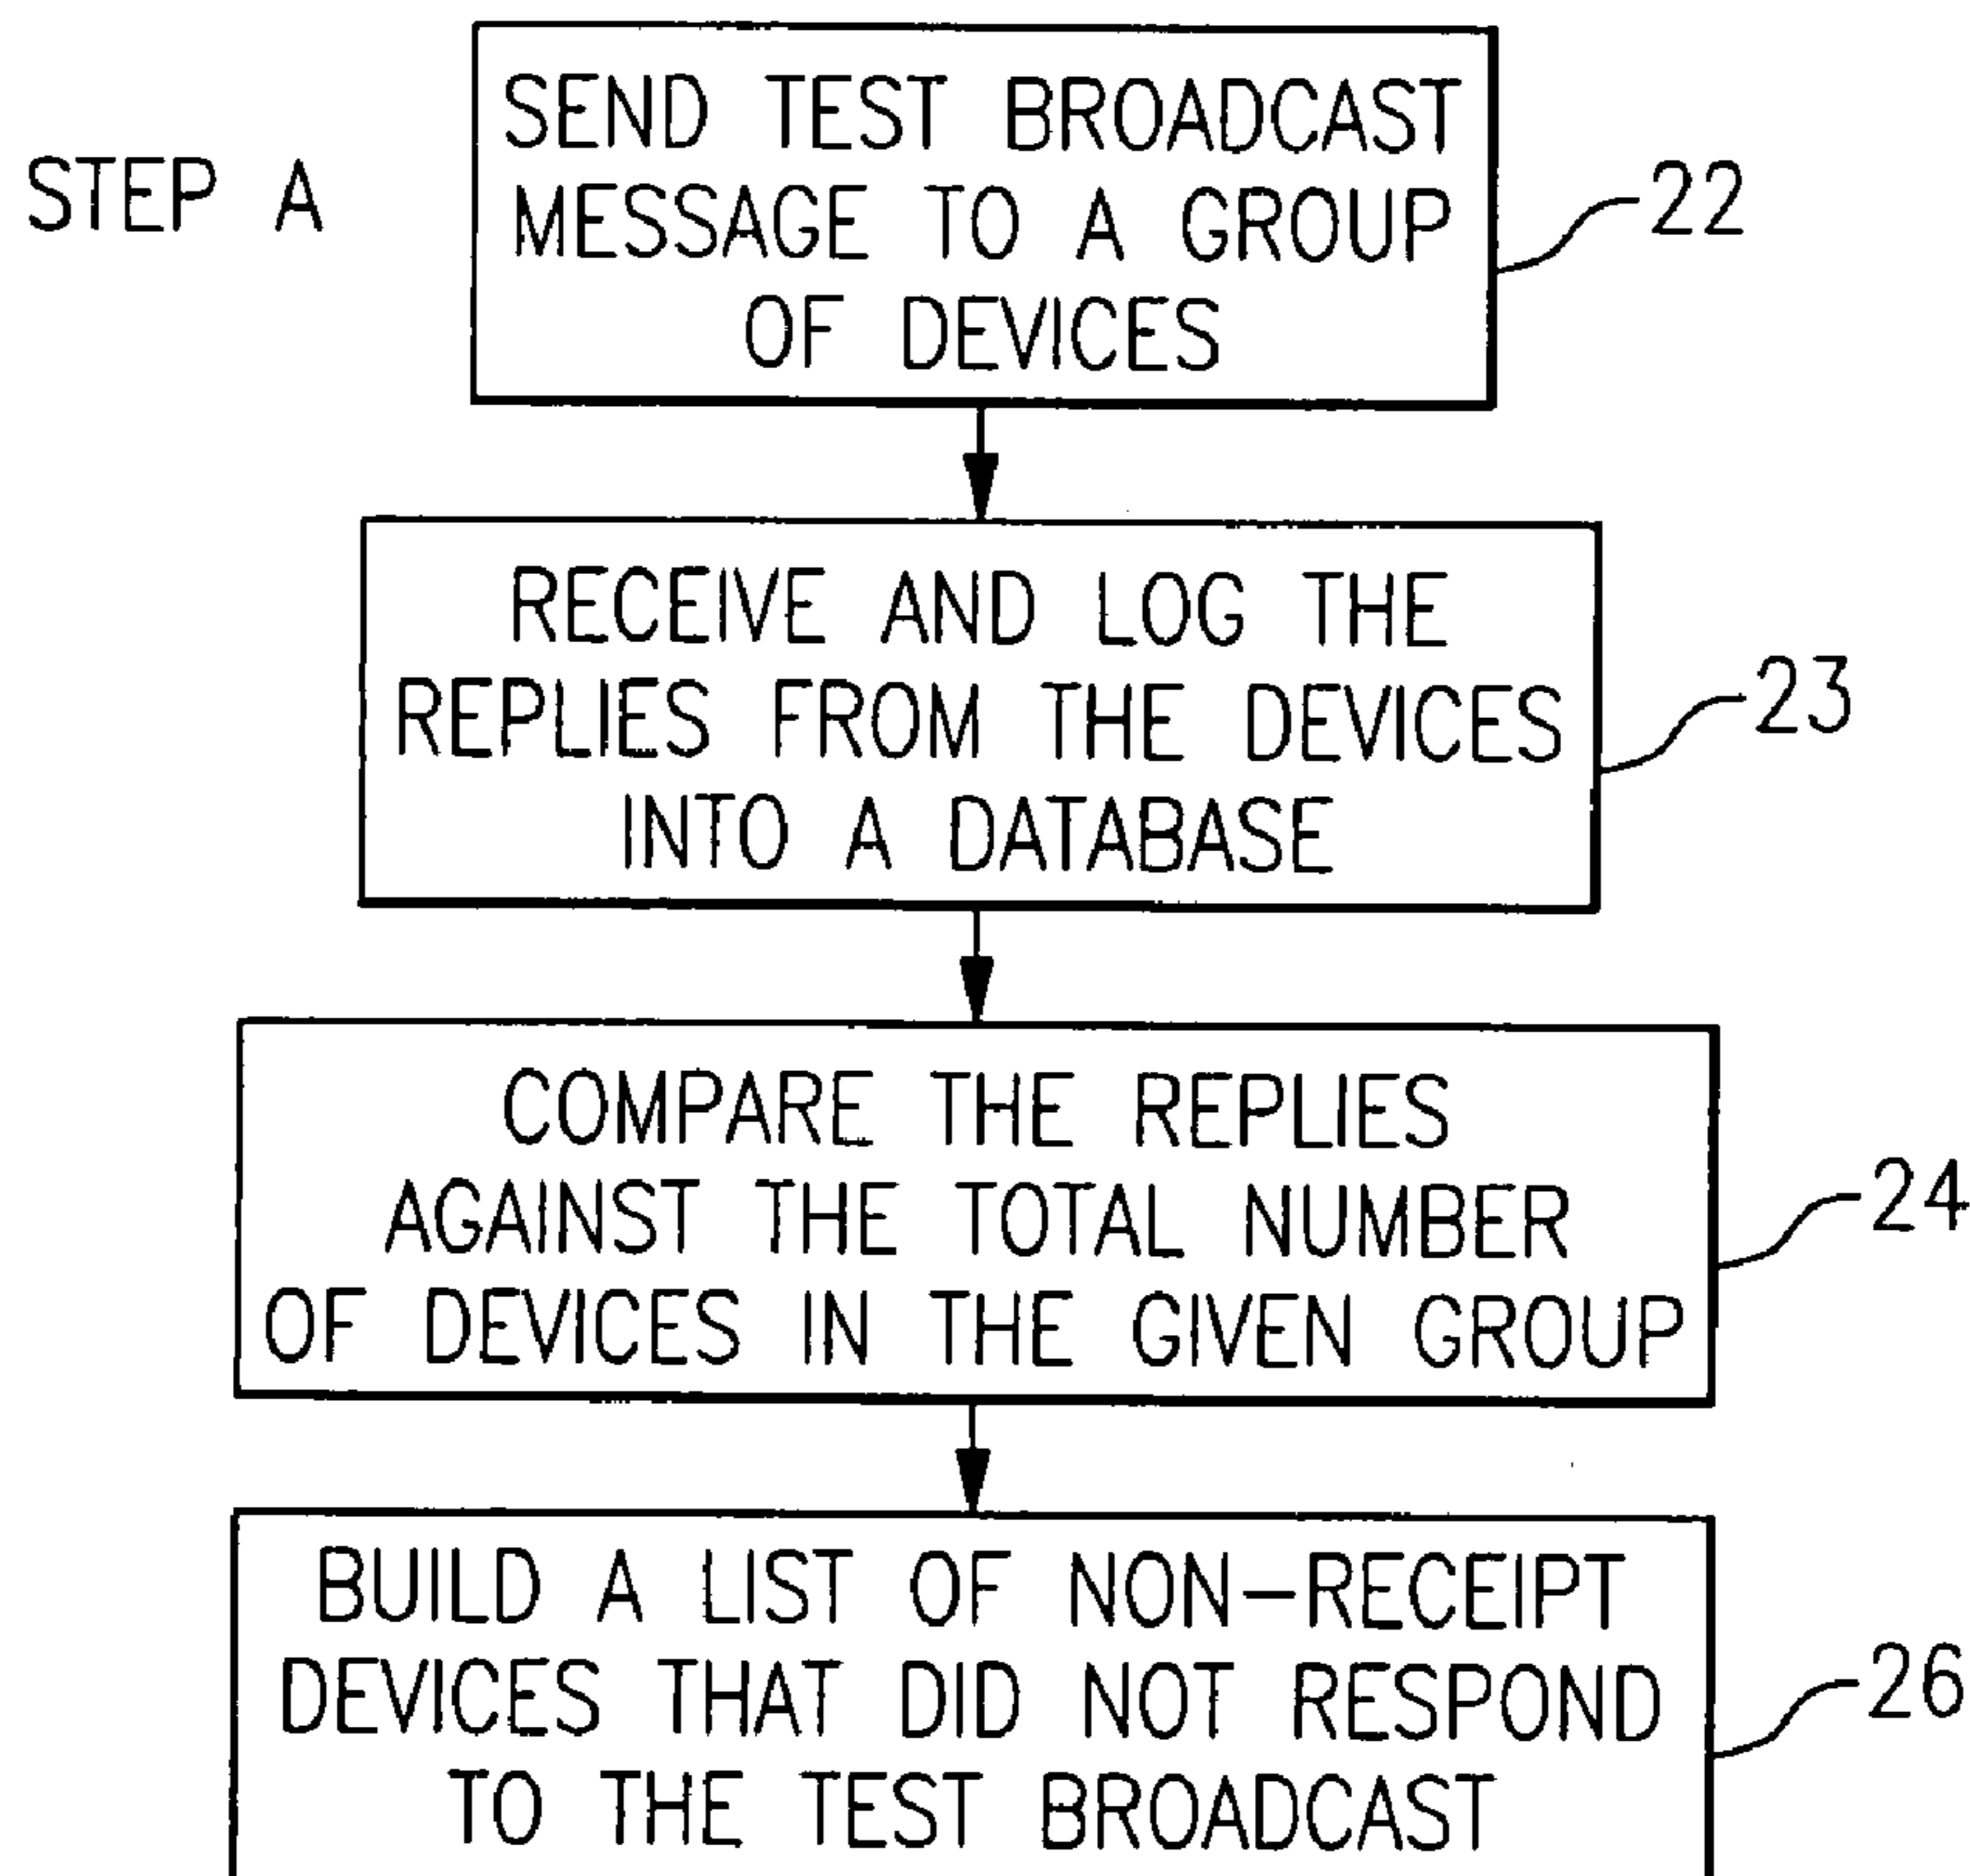 STEP A
SEND TEST BROADCAST
MESSAGE TO A GROUP
OF DEVICES
22
RECEIVE AND LOG THE
REPLIES FROM THE DEVICES
INTO A DATABASE
23
COMPARE THE REPLIES
AGAINST THE TOTAL NUMBER
OF DEVICES IN THE GIVEN GROUP
24
BUILD A LIST OF NON-RECEIPT
DEVICES THAT DID NOT RESPOND
TO THE TEST BROADCAST
26